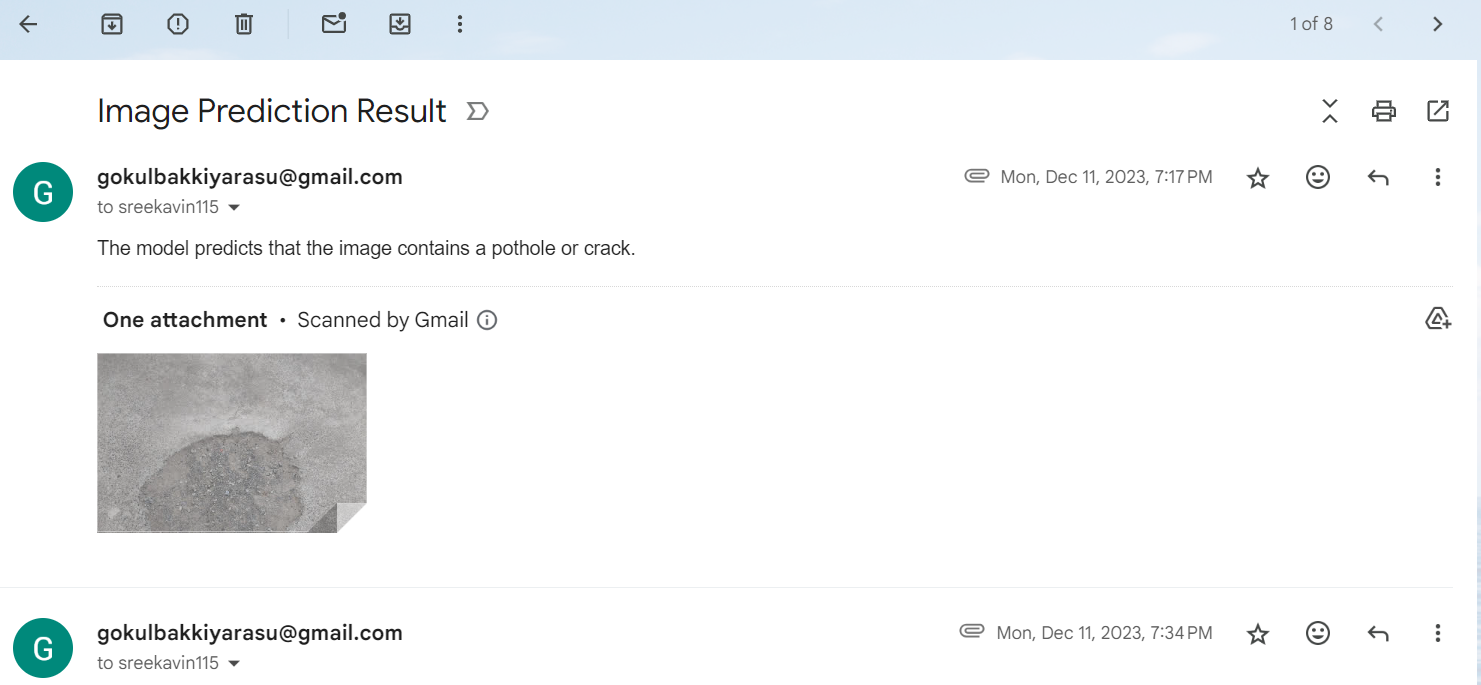 1 of 8
Image Prediction Result
G
gokulbakkiyarasu@gmail.com
Mon, Dec 11, 2023, 7:17 PM
to sreekavin115
The model predicts that the image contains a pothole or crack.
One attachment • Scanned by Gmail
G
gokulbakkiyarasu@gmail.com
Mon, Dec 11, 2023, 7:34 PM
to sreekavin115